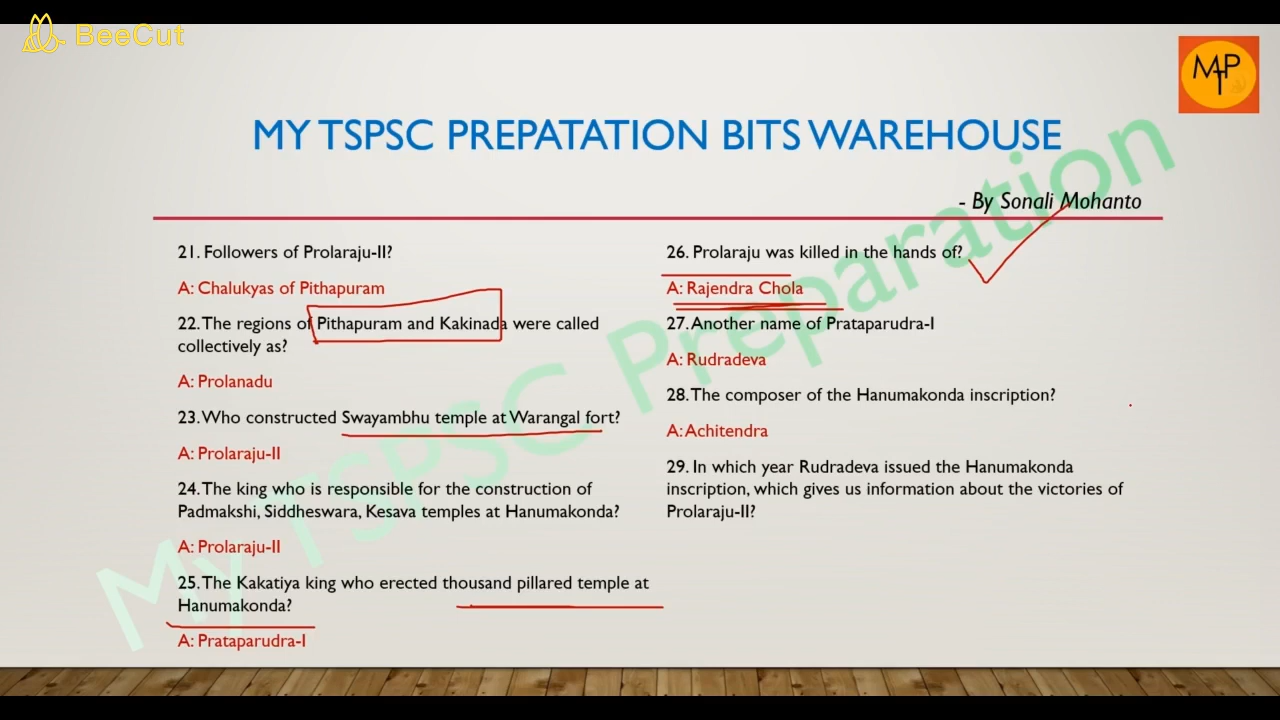 BeeCut
MTP
MY TSPSC PREPATATION BITS WAREHOUSE
- By Sonali Mohanto
21. Followers of Prolaraju-II?
A: Chalukyas of Pithapuram
22. The regions of Pithapuram and Kakinada were called
collectively as?
A: Prolanadu
23. Who constructed Swayambhu temple at Warangal fort?
A: Prolaraju-II
24. The king who is responsible for the construction of
Padmakshi, Siddheswara, Kesava temples at Hanumakonda?
A: Prolaraju-II
25. The Kakatiya king who erected thousand pillared temple at
Hanumakonda?
A: Prataparudra-I
26. Prolaraju was killed in the hands of?
A: Rajendra Chola
27. Another name of Prataparudra-I
A: Rudradeva
28. The composer of the Hanumakonda inscription?
A: Achitendra
29. In which year Rudradeva issued the Hanumakonda
inscription, which gives us information about the victories of
Prolaraju-II?
My TSPSC Preparation